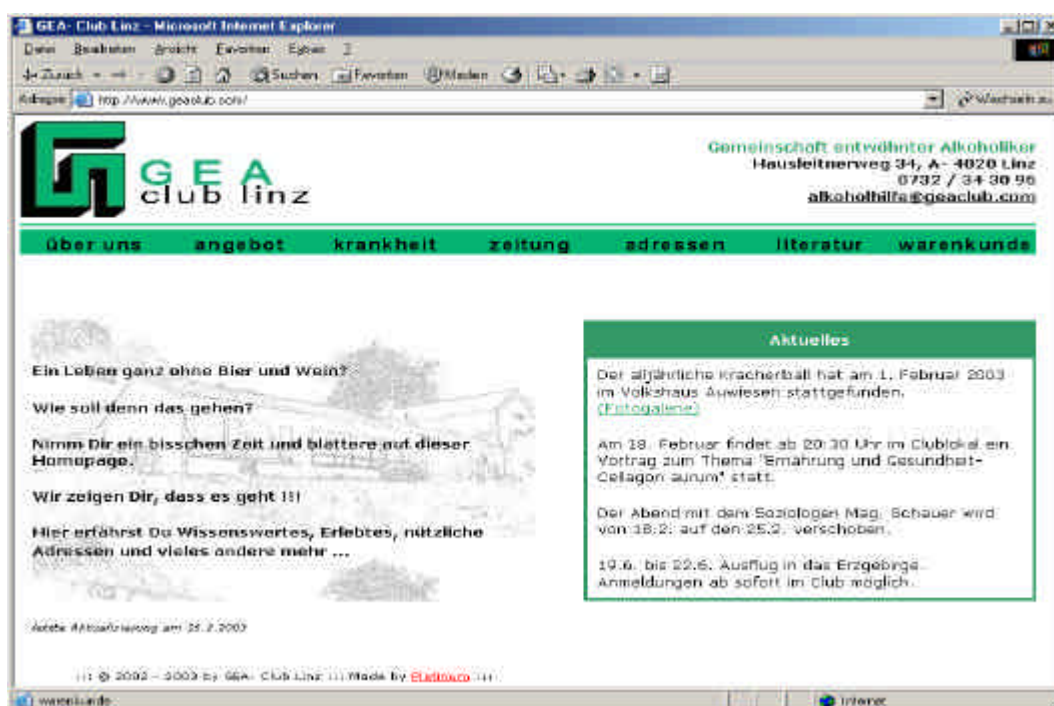 GEA- Club Linz - Microsoft Internet Explorer
Datei Bearbeiten Ansicht Favoriten Extras ?
Zurück Suchen Favoriten Medien
Adresse http://www.geaclub.com/ Wechseln zu
GEA
club linz
Gemeinschaft entwöhnter Alkoholiker
Hausleitnerweg 34, A- 4020 Linz
0732 / 34 30 96
alkoholhilfe@geaclub.com
über uns angebot krankheit zeitung adressen literatur warenkunde
Ein Leben ganz ohne Bier und Wein?
Wie soll denn das gehen?
Nimm Dir ein bisschen Zeit und blättere auf dieser
Homepage.
Wir zeigen Dir, dass es geht !!!
Hier erfährst Du Wissenswertes, Erlebtes, nützliche
Adressen und vieles andere mehr ...
letzte Aktualisierung am 2003
Aktuelles
Der alljährliche Kracherball hat am 1. Februar 2003
im Volkshaus Auwiesen stattgefunden.
(Fotogalerie)
Am 18. Februar findet ab 20:30 Uhr im Clublokal ein
Vortrag zum Thema "Ernährung und Gesundheit-
Cellagon aurum" statt.
Der Abend mit dem Soziologen Mag. Schauer wird
von 18.2. auf den 25.2. verschoben.
19.6. bis 22.6. Ausflug in das Erzgebirge.
Anmeldungen ab sofort im Club möglich.
::: © 2002 - 2003 by GEA- Club Linz ::: Made by Platinum :::
warenkunde Internet